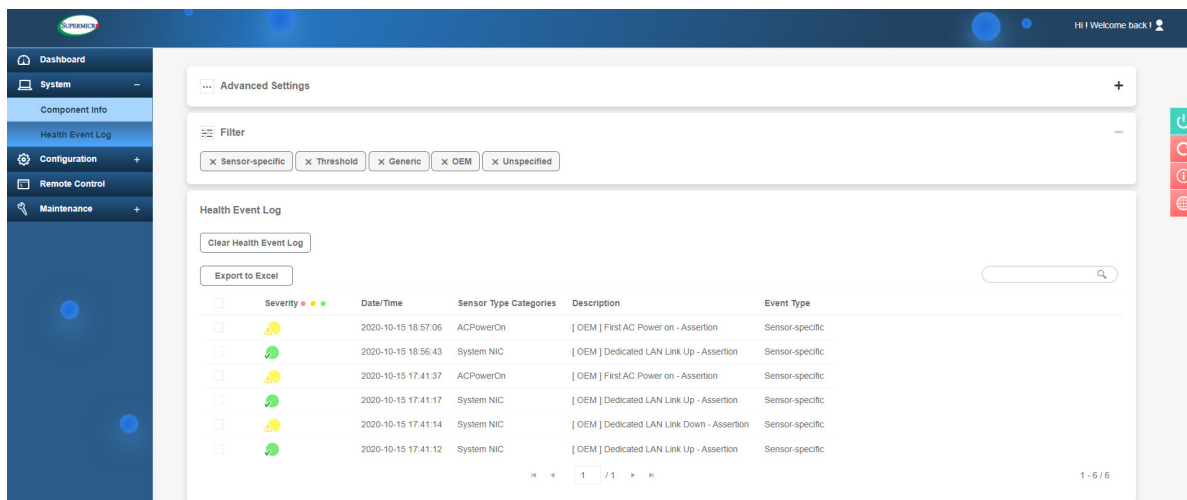 SUPERMICR
Hi ! Welcome back !
Dashboard
System
Component Info
Health Event Log
Configuration
Remote Control
Maintenance
Advanced Settings
Filter
Sensor-specific Threshold Generic OEM Unspecified
Health Event Log
Clear Health Event Log
Export to Excel
Severity Date/Time Sensor Type Categories Description Event Type
2020-10-15 18:57:06 ACPowerOn [ OEM ] First AC Power on - Assertion Sensor-specific
2020-10-15 18:56:43 System NIC [ OEM ] Dedicated LAN Link Up - Assertion Sensor-specific
2020-10-15 17:41:37 ACPowerOn [ OEM ] First AC Power on - Assertion Sensor-specific
2020-10-15 17:41:17 System NIC [ OEM ] Dedicated LAN Link Up - Assertion Sensor-specific
2020-10-15 17:41:14 System NIC [ OEM ] Dedicated LAN Link Down - Assertion Sensor-specific
2020-10-15 17:41:12 System NIC [ OEM ] Dedicated LAN Link Up - Assertion Sensor-specific
1 / 1
1 - 6 / 6